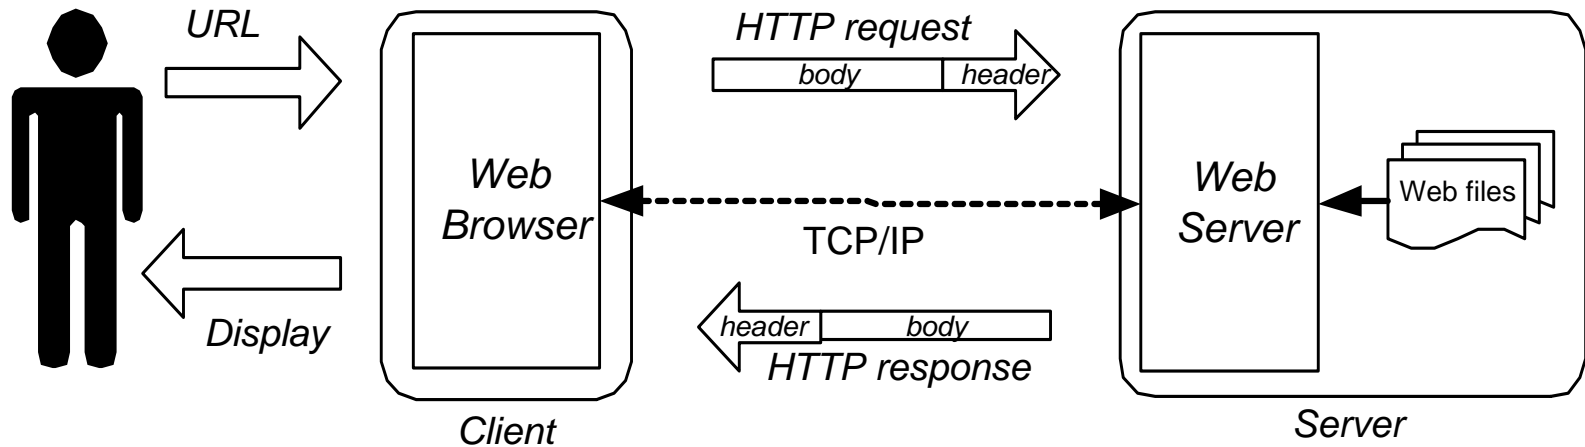 URL
HTTP request
body
header
Web
Browser
Web
Server
Web files
TCP/IP
Display
header
body
HTTP response
Client
Server